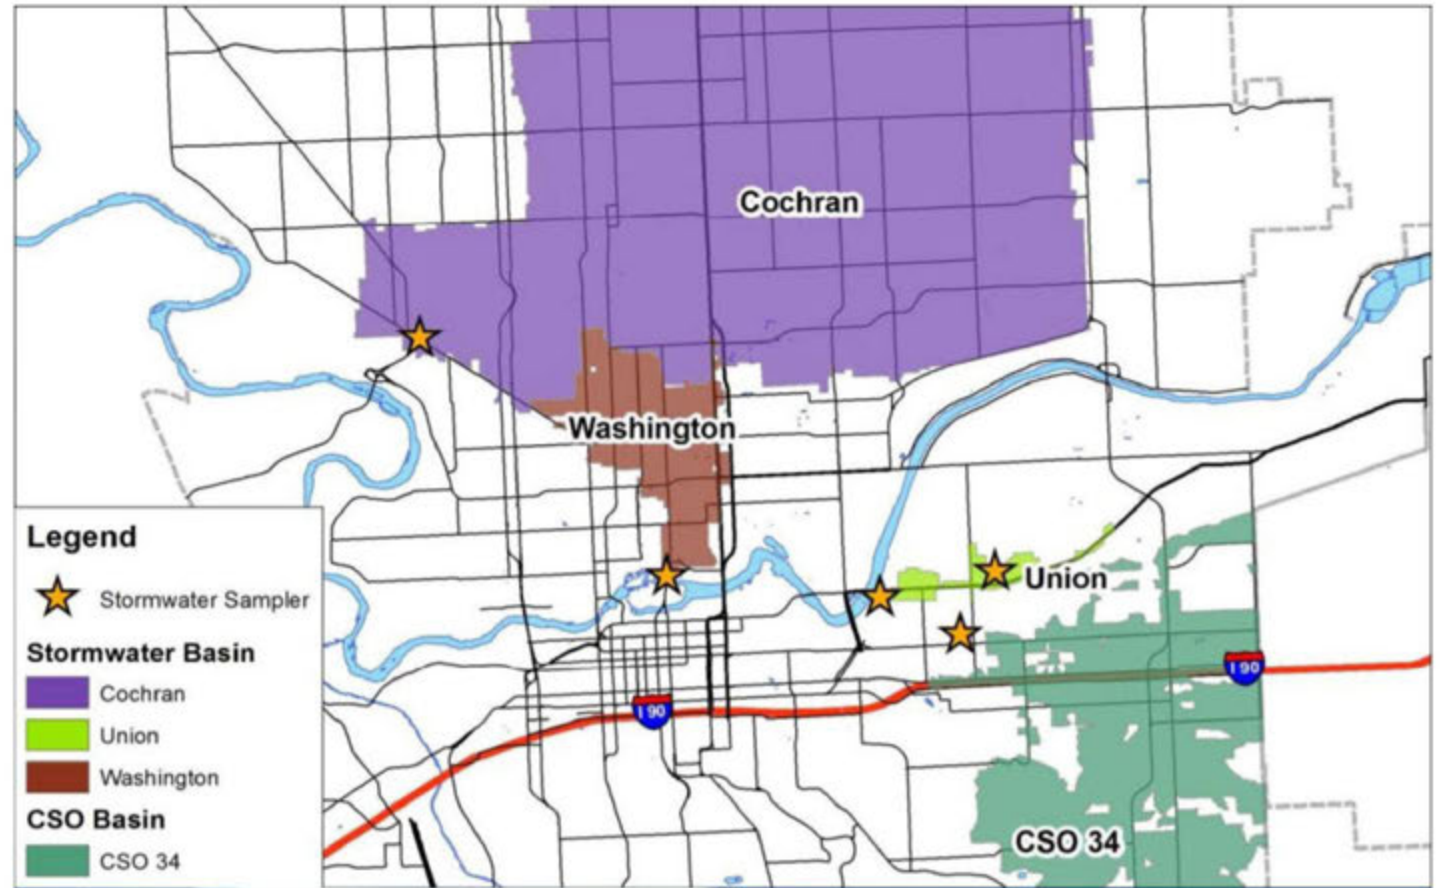 Cochran
Washington
Union
I 90
I 90
CSO 34
Legend
Stormwater Sampler
Stormwater Basin
Cochran
Union
Washington
CSO Basin
CSO 34